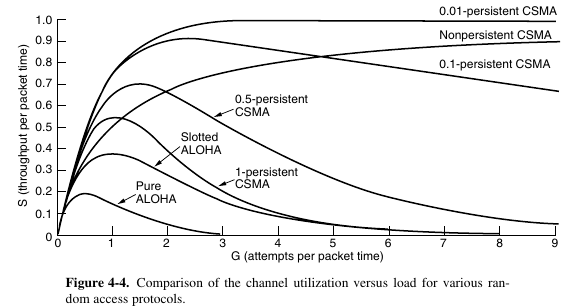 0.01-persistent CSMA
Nonpersistent CSMA
0.1-persistent CSMA
0.5-persistent
CSMA
Slotted
ALOHA
1-persistent
CSMA
Pure
ALOHA
S (throughput per packet time)
1.0
0.9
0.8
0.7
0.6
0.5
0.4
0.3
0.2
0.1
0
0 1 2 3 4 5 6 7 8 9
G (attempts per packet time)
Figure 4-4. Comparison of the channel utilization versus load for various ran-
dom access protocols.